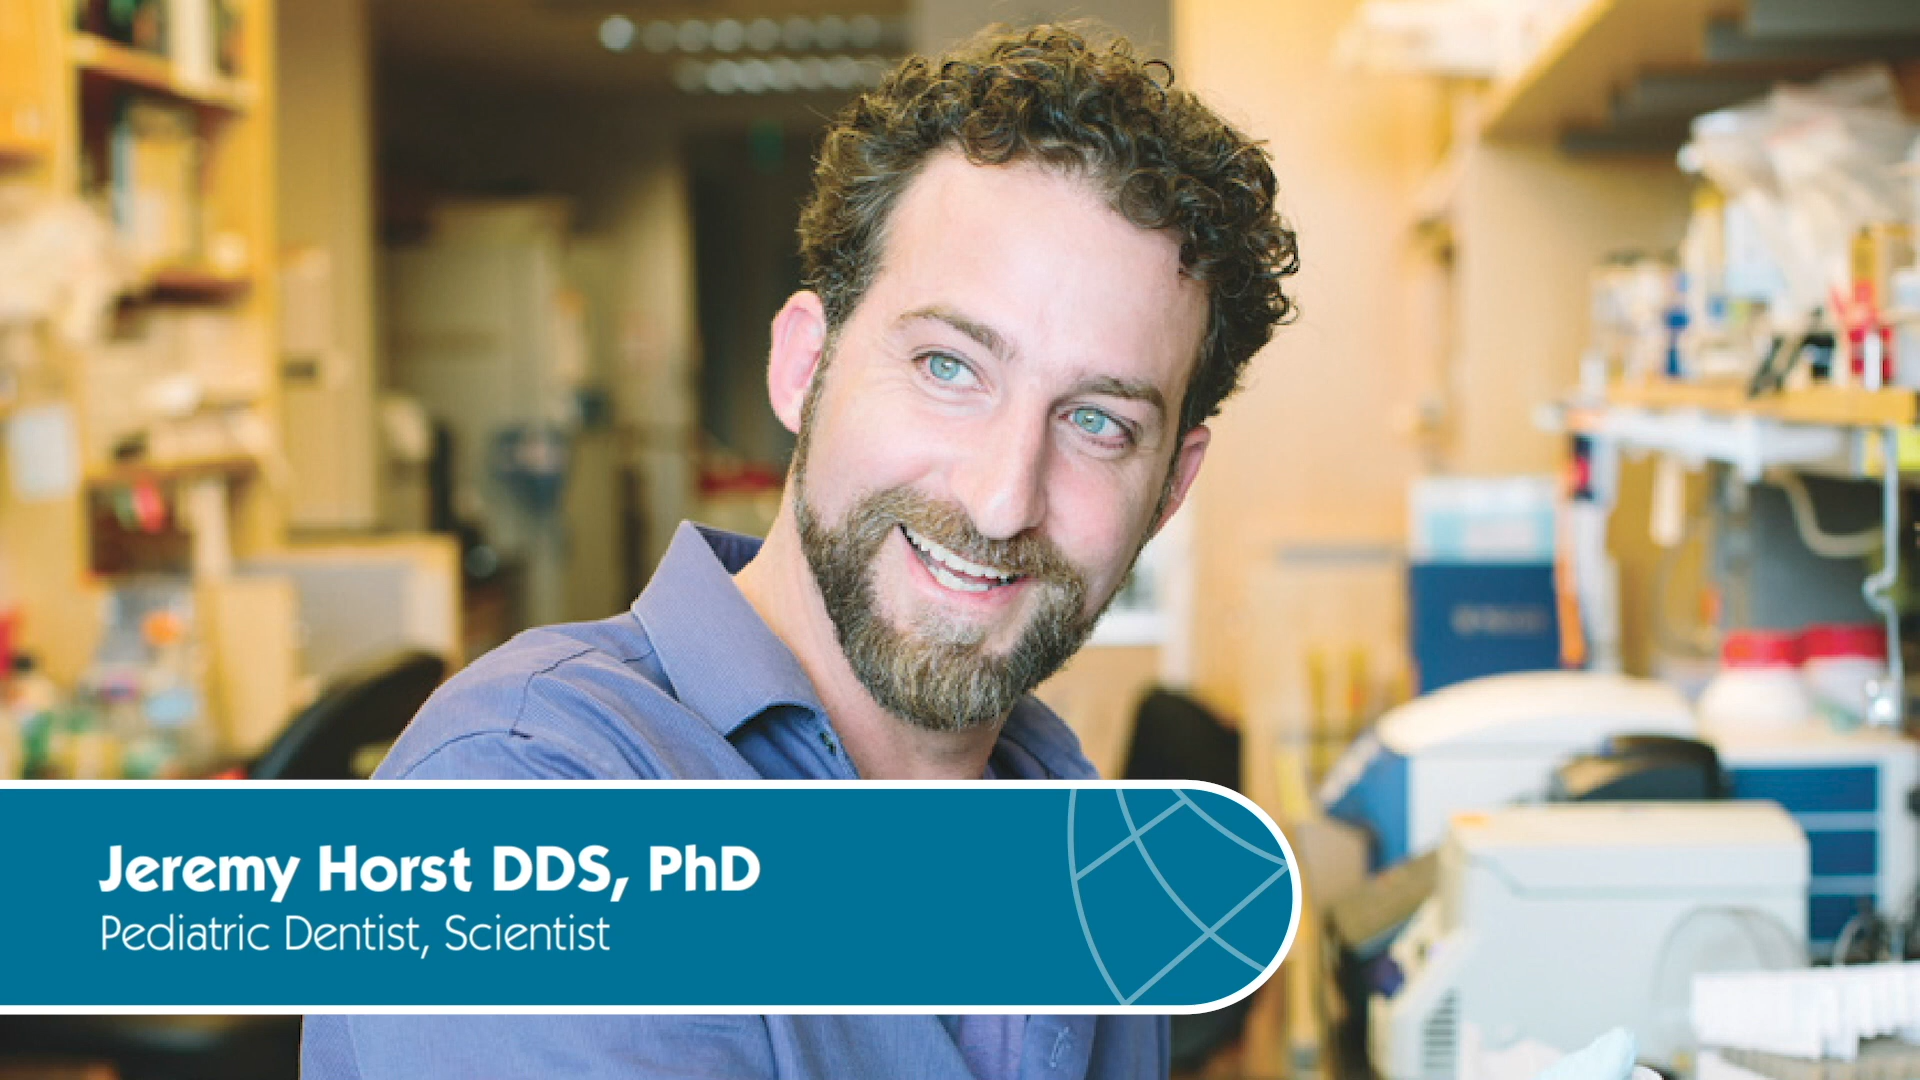 Jeremy Horst DDS, PhD
Pediatric Dentist, Scientist